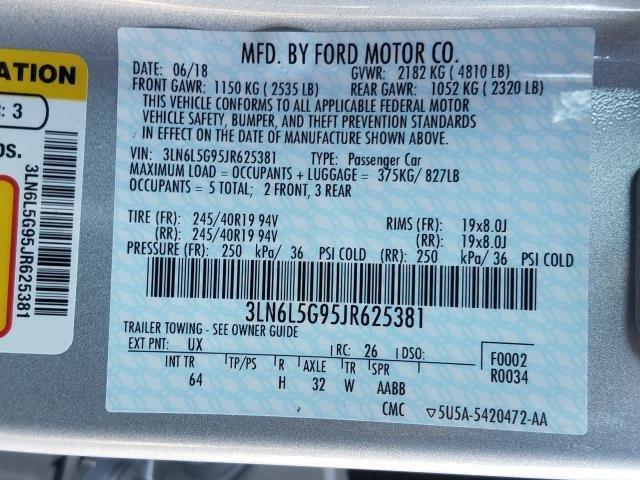 MFD. BY FORD MOTOR CO.
DATE: 06/18 GVWR: 2182 KG ( 4810 LB)
FRONT GAWR: 1150 KG ( 2535 LB) REAR GAWR: 1052 KG ( 2320 LB)
THIS VEHICLE CONFORMS TO ALL APPLICABLE FEDERAL MOTOR
VEHICLE SAFETY, BUMPER, AND THEFT PREVENTION STANDARDS
IN EFFECT ON THE DATE OF MANUFACTURE SHOWN ABOVE.
VIN: 3LN6L5G95JR625381 TYPE: Passenger Car
MAXIMUM LOAD = OCCUPANTS + LUGGAGE = 375KG/ 827LB
OCCUPANTS = 5 TOTAL; 2 FRONT, 3 REAR
TIRE (FR): 245/40R19 94V RIMS (FR): 19x8.0J
(RR): 245/40R19 94V (RR): 19x8.0J
PRESSURE (FR): 250 kPa/ 36 PSI COLD (RR): 250 kPa/ 36 PSI COLD
3LN6L5G95JR625381
TRAILER TOWING - SEE OWNER GUIDE
EXT PNT: UX RC: 26 DSO: F0002
R0034
INT TR TP/PS R AXLE TR SPR
64 H 32 W AABB
CMC ▽5U5A-5420472-AA
ATION
: 3
bs.
3LN6L5G95JR625381